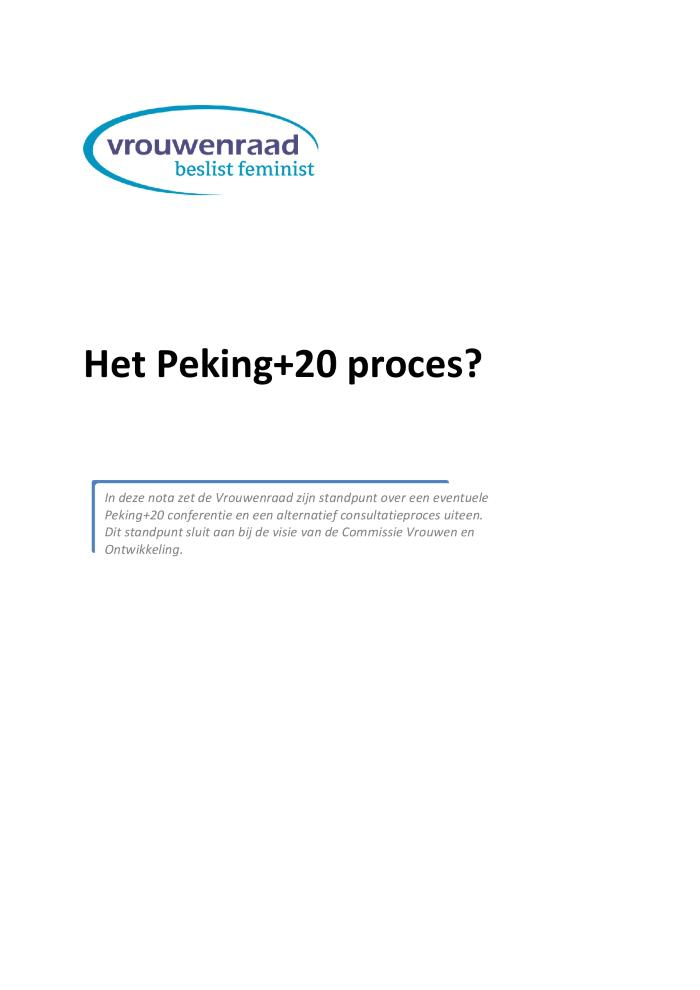 vrouwenraad
beslist feminist
Het Peking+20 proces?
In deze nota zet de Vrouwenraad zijn standpunt over een eventuele
Peking+20 conferentie en een alternatief consultatieproces uiteen.
Dit standpunt sluit aan bij de visie van de Commissie Vrouwen en
Ontwikkeling.